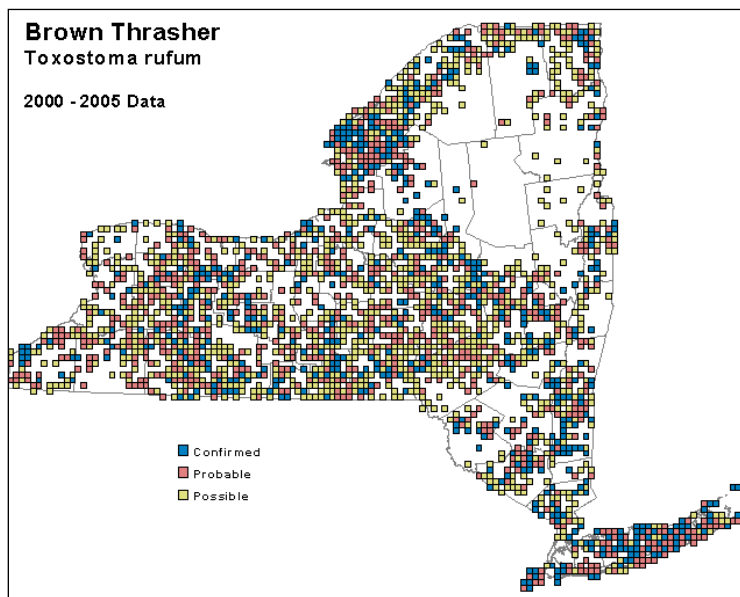 Brown Thrasher
Toxostoma rufum
2000 - 2005 Data
Confirmed
Probable
Possible